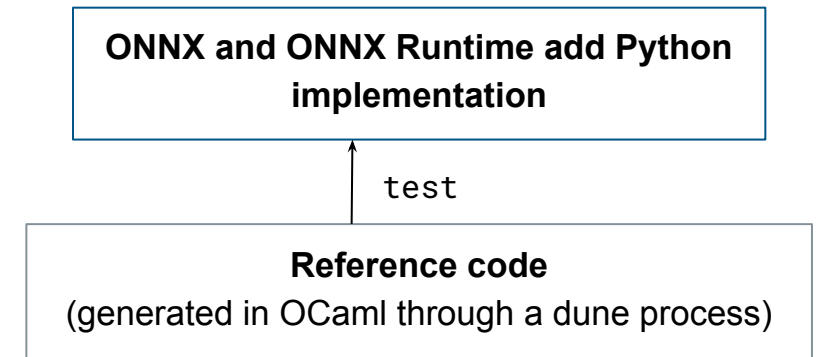 ONNX and ONNX Runtime add Python
implementation
test
Reference code
(generated in OCaml through a dune process)